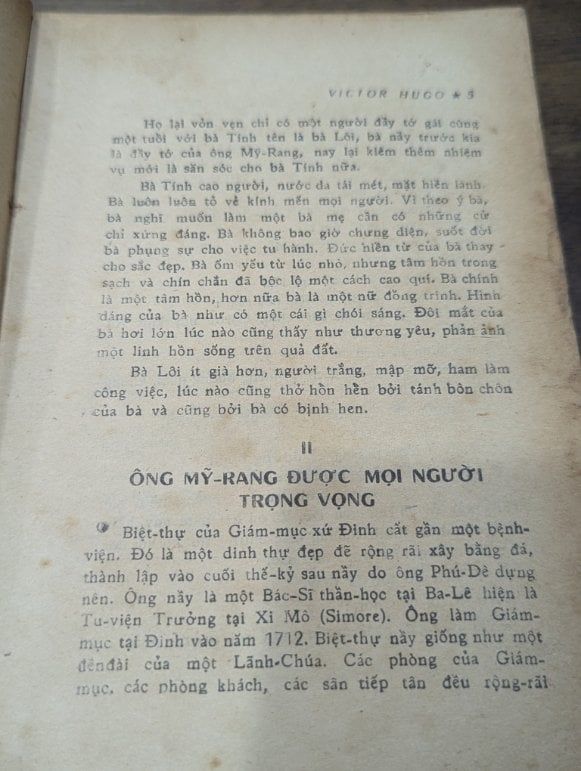 VICTOR HUGO ★ 5
Họ lại vỏn vẹn chỉ có một người đầy tớ gái cùng
một tuổi với bà Tính tên là bà Lôi, bà nầy trước kia
là đầy tớ của ông Mỹ-Rang, nay lại kiêm thêm nhiệm
vụ mới là săn sóc cho bà Tính nữa.
Bà Tính cao người, nước da tái mét, mặt hiền lành.
Bà luôn luôn tỏ vẻ kính mến mọi người. Vì theo ý bà,
bà nghĩ muốn làm một bà mẹ cần có những cử
chỉ xứng đáng. Bà không bao giờ chưng diện, suốt đời
bà phụng sự cho việc tu hành. Đức hiền từ của bà thay
cho sắc đẹp. Bà ốm yếu từ lúc nhỏ, nhưng tâm hồn trong
sạch và chín chắn đã bộc lộ một cách cao quí. Bà chính
là một tâm hồn, hơn nữa bà là một nữ đồng trinh. Hình
dáng của bà như có một cái gì chói sáng. Đôi mắt của
bà hơi lớn lúc nào cũng thấy như thương yêu, phản ảnh
một linh hồn sống trên quả đất.
Bà Lôi ít già hơn, người trắng, mập mỡ, ham làm
công việc, lúc nào cũng thở hồn hền bởi tánh bồn chồn
của bà và cũng bởi bà có bịnh hen.
II
ÔNG MỸ-RANG ĐƯỢC MỌI NGƯỜI
TRỌNG VỌNG
Biệt-thự của Giám-mục xứ Đinh cất gần một bệnh-
viện. Đó là một dinh thự đẹp đẽ rộng rãi xây bằng đá,
thành lập vào cuối thế-kỷ sau nầy do ông Phú-Dê dựng
nên. Ông nầy là một Bác-Sĩ thần-học tại Ba-Lê hiện là
Tu-viện Trưởng tại Xi Mô (Simore). Ông làm Giám-
mục tại Đinh vào năm 1712. Biệt-thự nầy giống như một
đềnđài của một Lãnh-Chúa. Các phòng của Giám-
mục, các phòng khách, các sân tiếp tân đều rộng-rãi